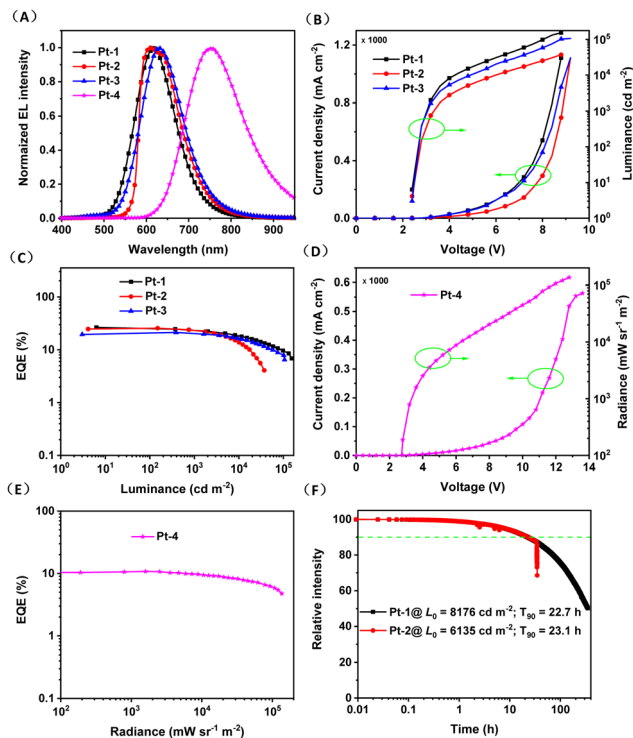 (A)
Pt-1
Pt-2
Pt-3
Pt-4
Normaized EL intensity
1.0
0.8
0.6
0.4
0.2
0.0
400 500 600 700 800 900
Wavelength (nm)
(B)
x 1000
Pt-1
Pt-2
Pt-3
Current density (mA cm⁻²)
1.2
0.8
0.4
0.0
0 2 4 6 8 10
Voltage (V)
10⁵
10⁴
10³
10²
10¹
10⁰
Luminance (cd m⁻²)
(C)
Pt-1
Pt-2
Pt-3
EQE (%)
100
10
1
0.1
10⁰ 10¹ 10² 10³ 10⁴ 10⁵
Luminance (cd m⁻²)
(D)
x 1000
Pt-4
Current density (mA cm⁻²)
0.6
0.5
0.4
0.3
0.2
0.1
0.0
0 2 4 6 8 10 12 14
Voltage (V)
10⁵
10⁴
10³
10²
Radiance (mW sr⁻¹ m⁻²)
(E)
Pt-4
EQE (%)
100
10
1
0.1
10² 10³ 10⁴ 10⁵
Radiance (mW sr⁻¹ m⁻²)
(F)
Relative intensity
100
80
60
40
20
0
Pt-1@ L₀ = 8176 cd m⁻²; T₉₀ = 22.7 h
Pt-2@ L₀ = 6135 cd m⁻²; T₉₀ = 23.1 h
0.01 0.1 1 10 100
Time (h)